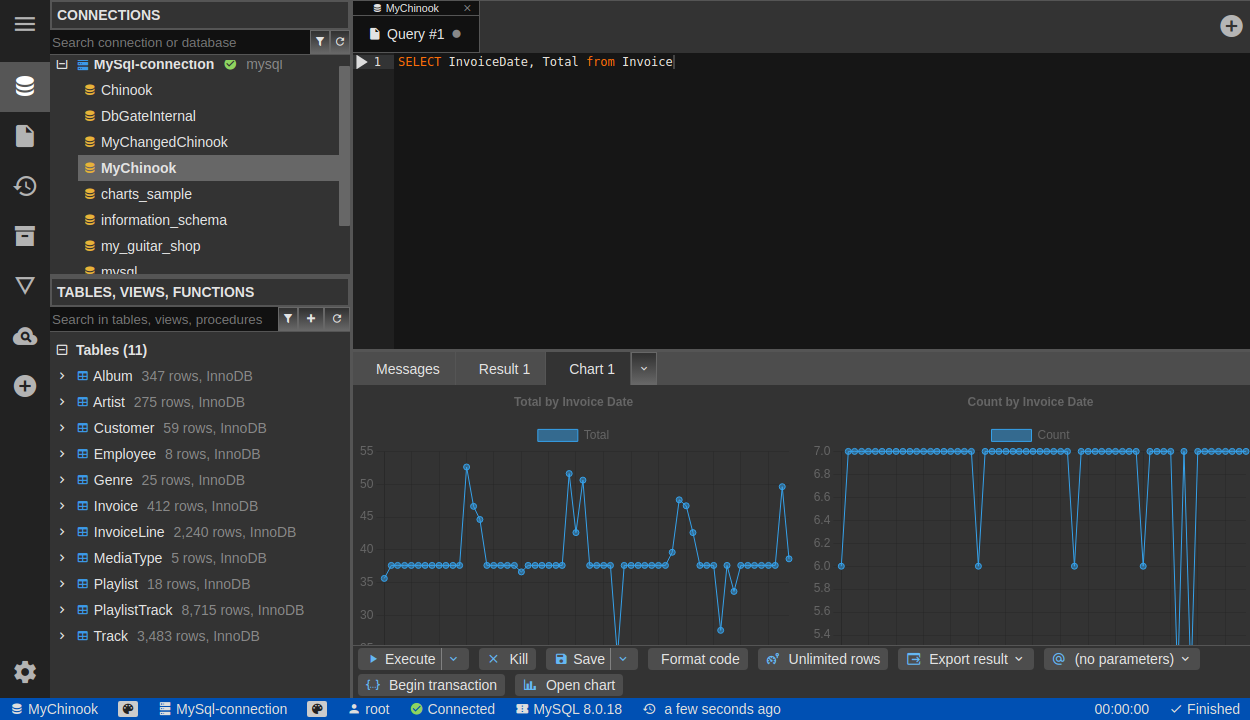 CONNECTIONS
Search connection or database
MySql-connection mysql
Chinook
DbGateInternal
MyChangedChinook
MyChinook
charts_sample
information_schema
my_guitar_shop
mysql
TABLES, VIEWS, FUNCTIONS
Search in tables, views, procedures
Tables (11)
Album 347 rows, InnoDB
Artist 275 rows, InnoDB
Customer 59 rows, InnoDB
Employee 8 rows, InnoDB
Genre 25 rows, InnoDB
Invoice 412 rows, InnoDB
InvoiceLine 2,240 rows, InnoDB
MediaType 5 rows, InnoDB
Playlist 18 rows, InnoDB
PlaylistTrack 8,715 rows, InnoDB
Track 3,483 rows, InnoDB
MyChinook
Query #1
1 SELECT InvoiceDate, Total from Invoice
Messages Result 1 Chart 1
Total by Invoice Date
Total
55
50
45
40
35
30
25
Count by Invoice Date
Count
7.0
6.8
6.6
6.4
6.2
6.0
5.8
5.6
5.4
Execute Kill Save Format code Unlimited rows Export result (no parameters)
Open chart Begin transaction
MyChinook MySql-connection root Connected MySQL 8.0.18 a few seconds ago 00:00:00 Finished